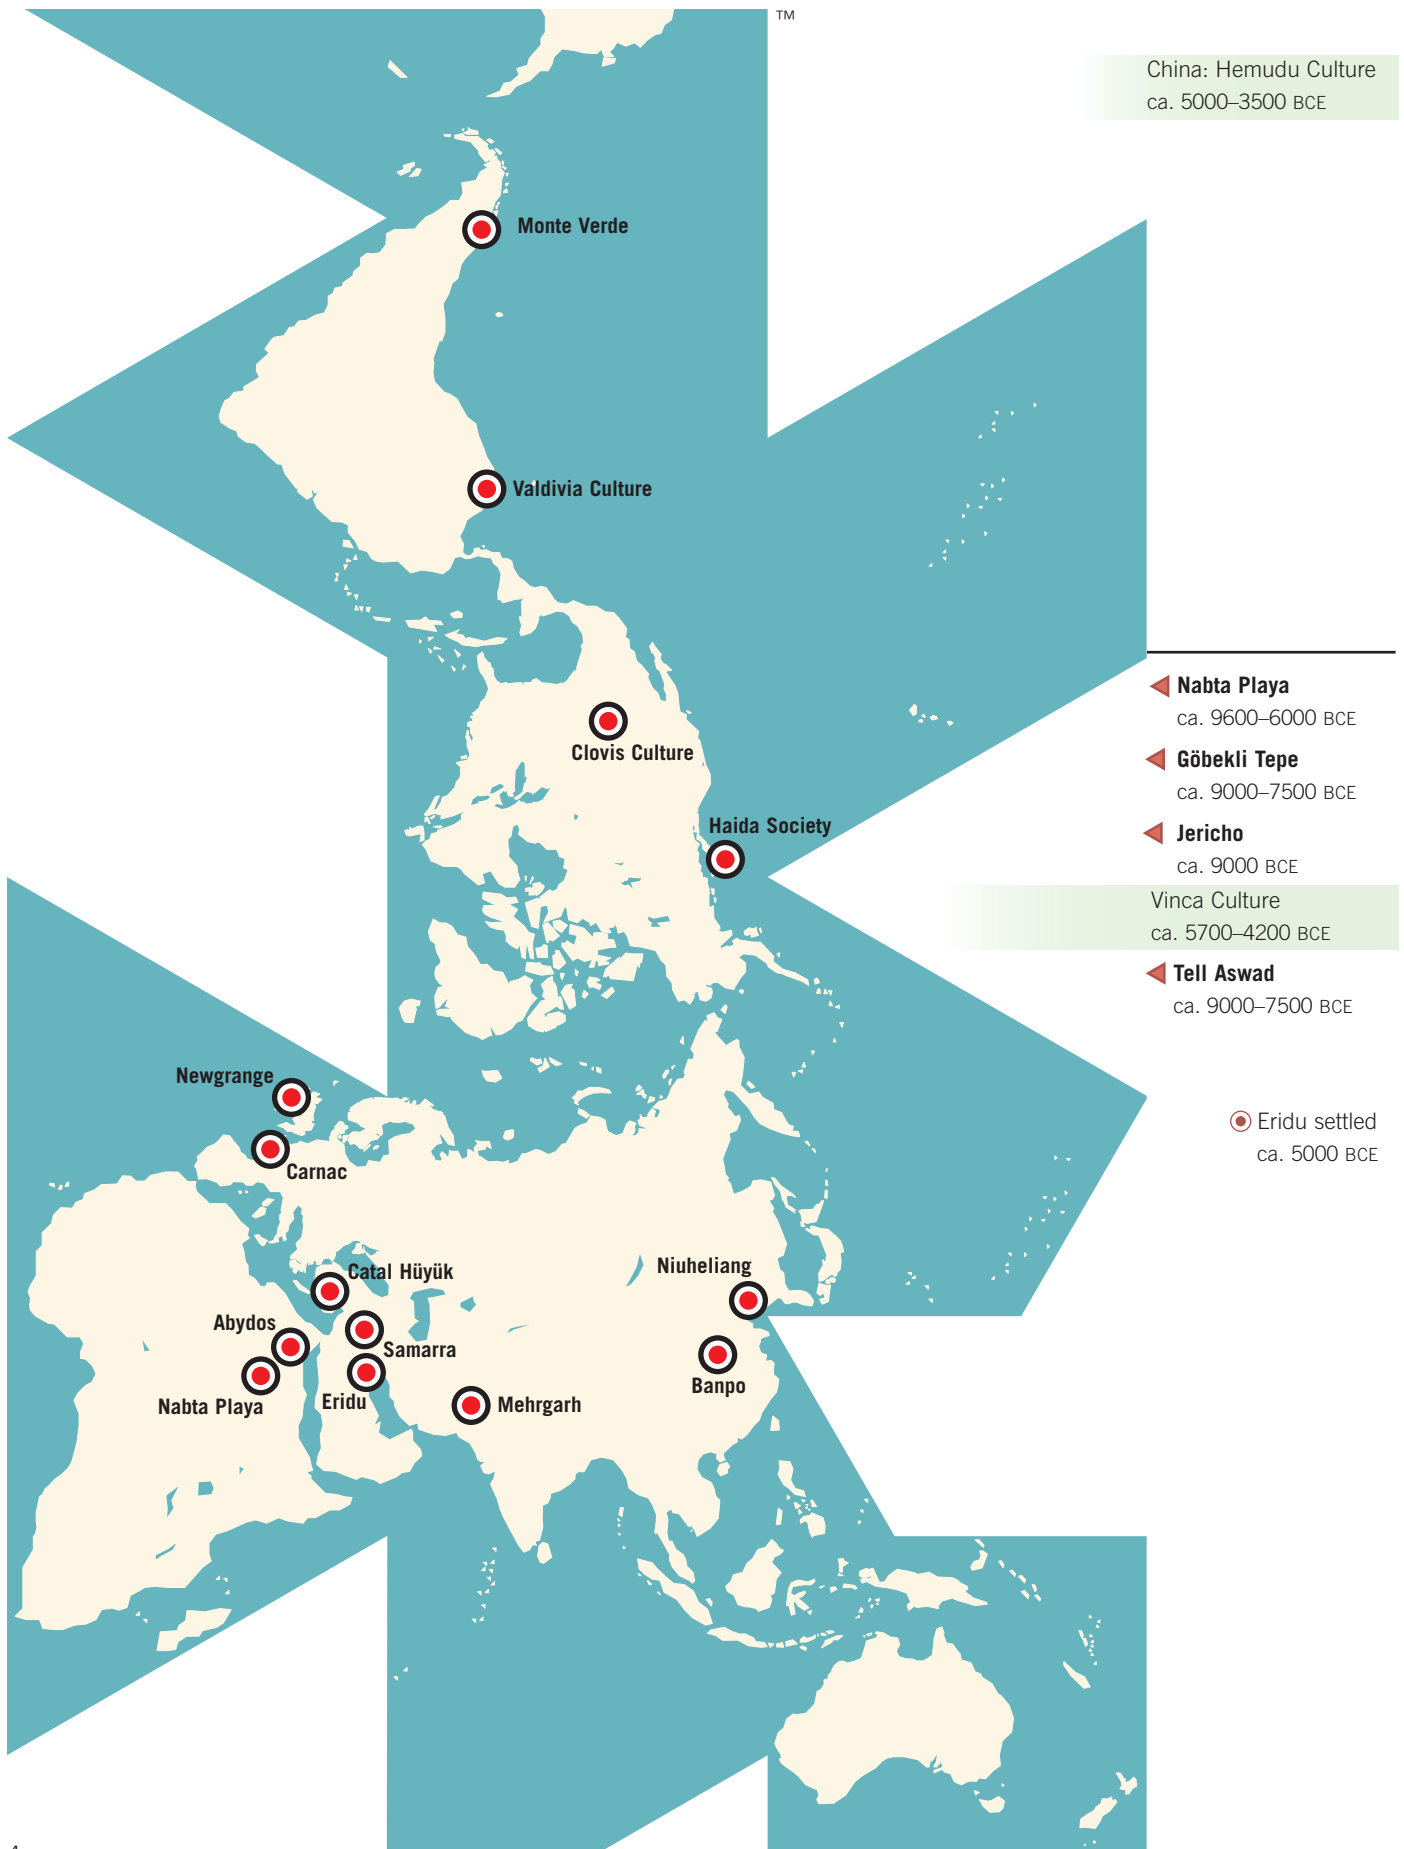 TM
China: Hemudu Culture
ca. 5000–3500 BCE
Monte Verde
Valdivia Culture
Nabta Playa
ca. 9600–6000 BCE
Göbekli Tepe
ca. 9000–7500 BCE
Jericho
ca. 9000 BCE
Vinca Culture
ca. 5700–4200 BCE
Tell Aswad
ca. 9000–7500 BCE
Eridu settled
ca. 5000 BCE
Clovis Culture
Haida Society
Newgrange
Carnac
Catal Hüyük
Niuheliang
Abydos
Samarra
Banpo
Nabta Playa
Eridu
Mehrgarh